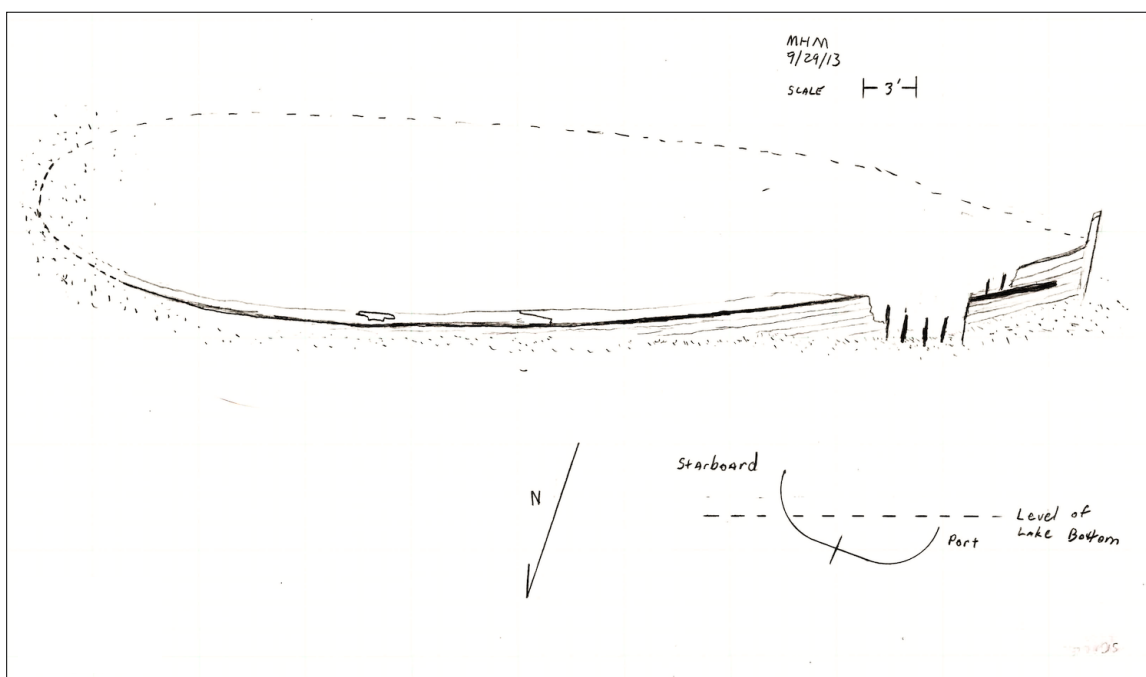 MHM
9/29/13
SCALE 3'
N
Starboard
Level of
Lake Bottom
Port